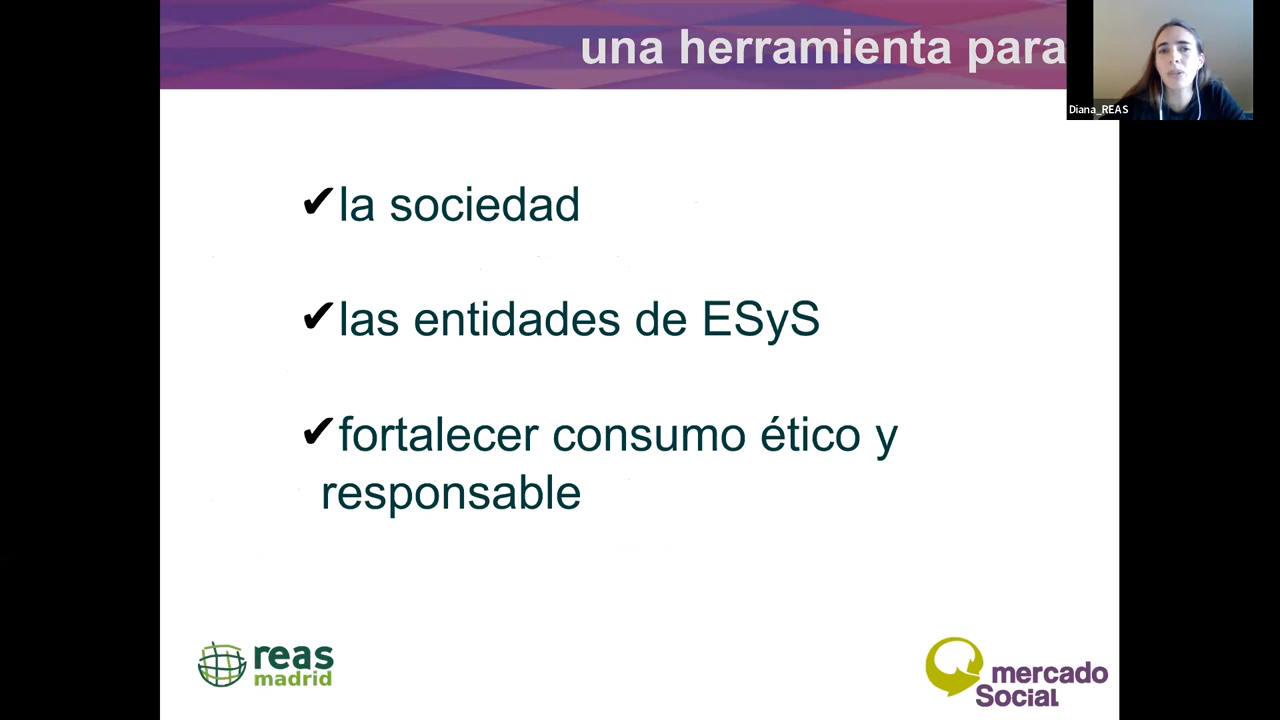 una herramienta para
Diana_REAS
✔la sociedad
✔las entidades de ESyS
✔fortalecer consumo ético y
responsable
reas
madrid
mercado
Social